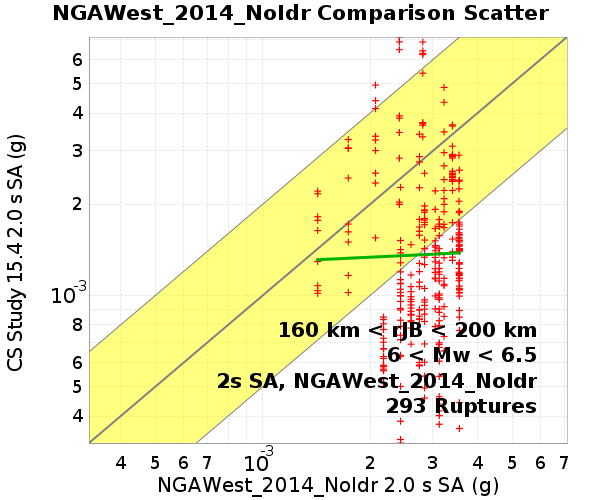 NGAWest_2014_NoIdr Comparison Scatter
CS Study 15.4 2.0 s SA (g)
6
5
4
3
2
10-3
8
6
5
4
160 km < rJB < 200 km
6 < Mw < 6.5
2s SA, NGAWest_2014_NoIdr
293 Ruptures
4 5 6 7 10-3 2 3 4 5 6 7
NGAWest_2014_NoIdr 2.0 s SA (g)